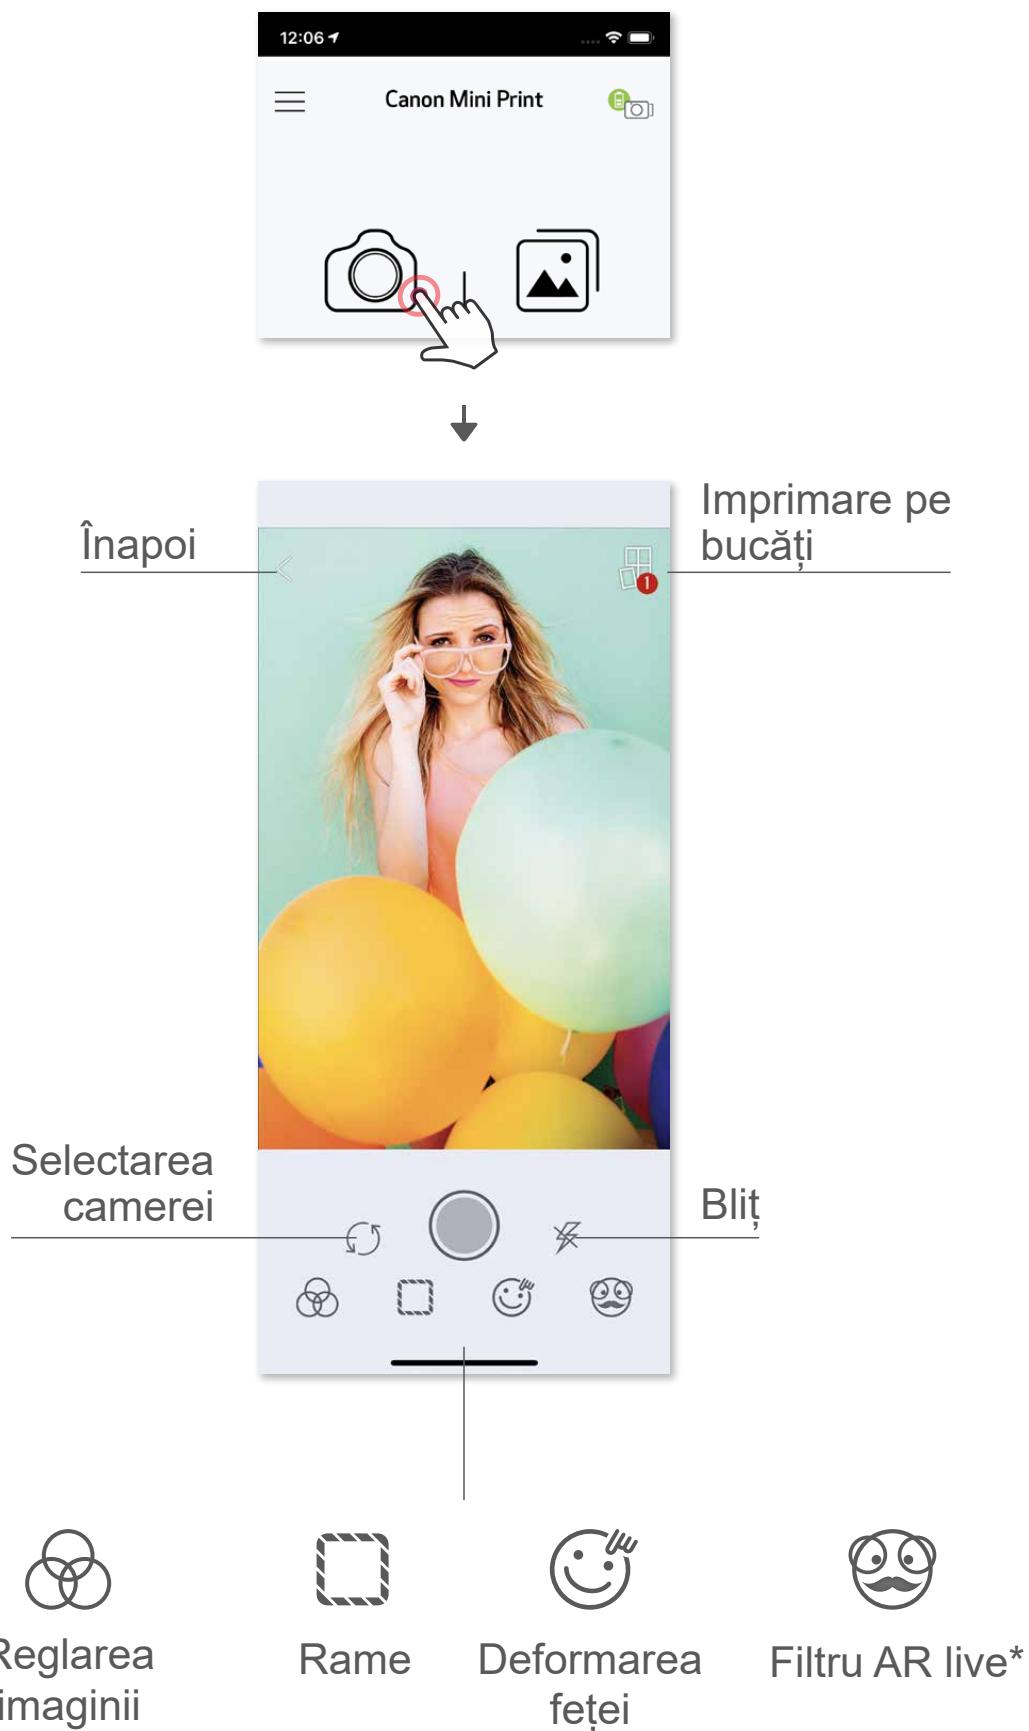 12:06
Canon Mini Print
Înapoi
Imprimare pe
bucăți
1
Selectarea
camerei
Bliț
Reglarea
imaginii
Rame
Deformarea
feței
Filtru AR live*